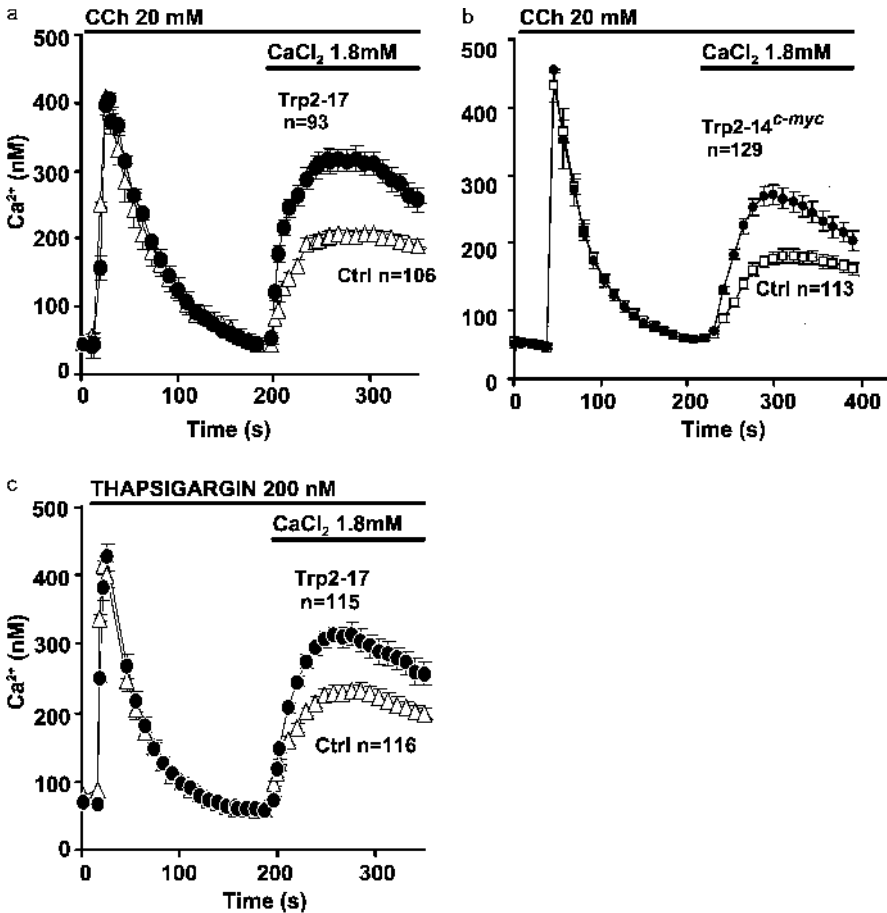 a
CCh 20 mM
CaCl₂ 1.8mM
Trp2-17
n=93
Ctrl n=106
Ca²⁺ (nM)
500
400
300
200
100
0
0 100 200 300
Time (s)
b
CCh 20 mM
CaCl₂ 1.8mM
Trp2-14c-myc
n=129
Ctrl n=113
Ca²⁺ (nM)
500
400
300
200
100
0
0 100 200 300 400
Time (s)
c
THAPSIGARGIN 200 nM
CaCl₂ 1.8mM
Trp2-17
n=115
Ctrl n=116
Ca²⁺ (nM)
500
400
300
200
100
0
0 100 200 300
Time (s)